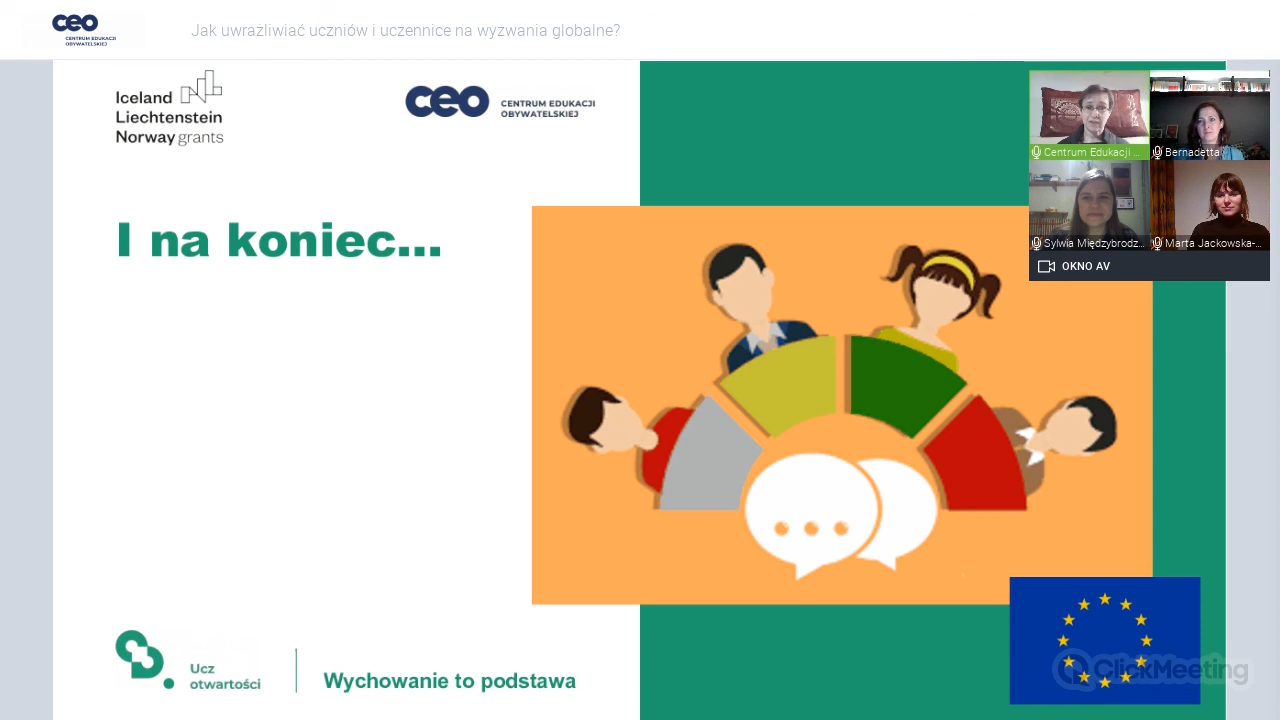 ceo
CENTRUM EDUKACJI
OBYWATELSKIEJ
Jak uwrażliwiać uczniów i uczennice na wyzwania globalne?
Iceland
Liechtenstein
Norway grants
ceo
CENTRUM EDUKACJI
OBYWATELSKIEJ
Centrum Edukacji ...
Bernadetta
Sylwia Międzybrodz...
Marta Jackowska-...
OKNO AV
I na koniec...
Ucz
otwartości
Wychowanie to podstawa
ClickMeeting